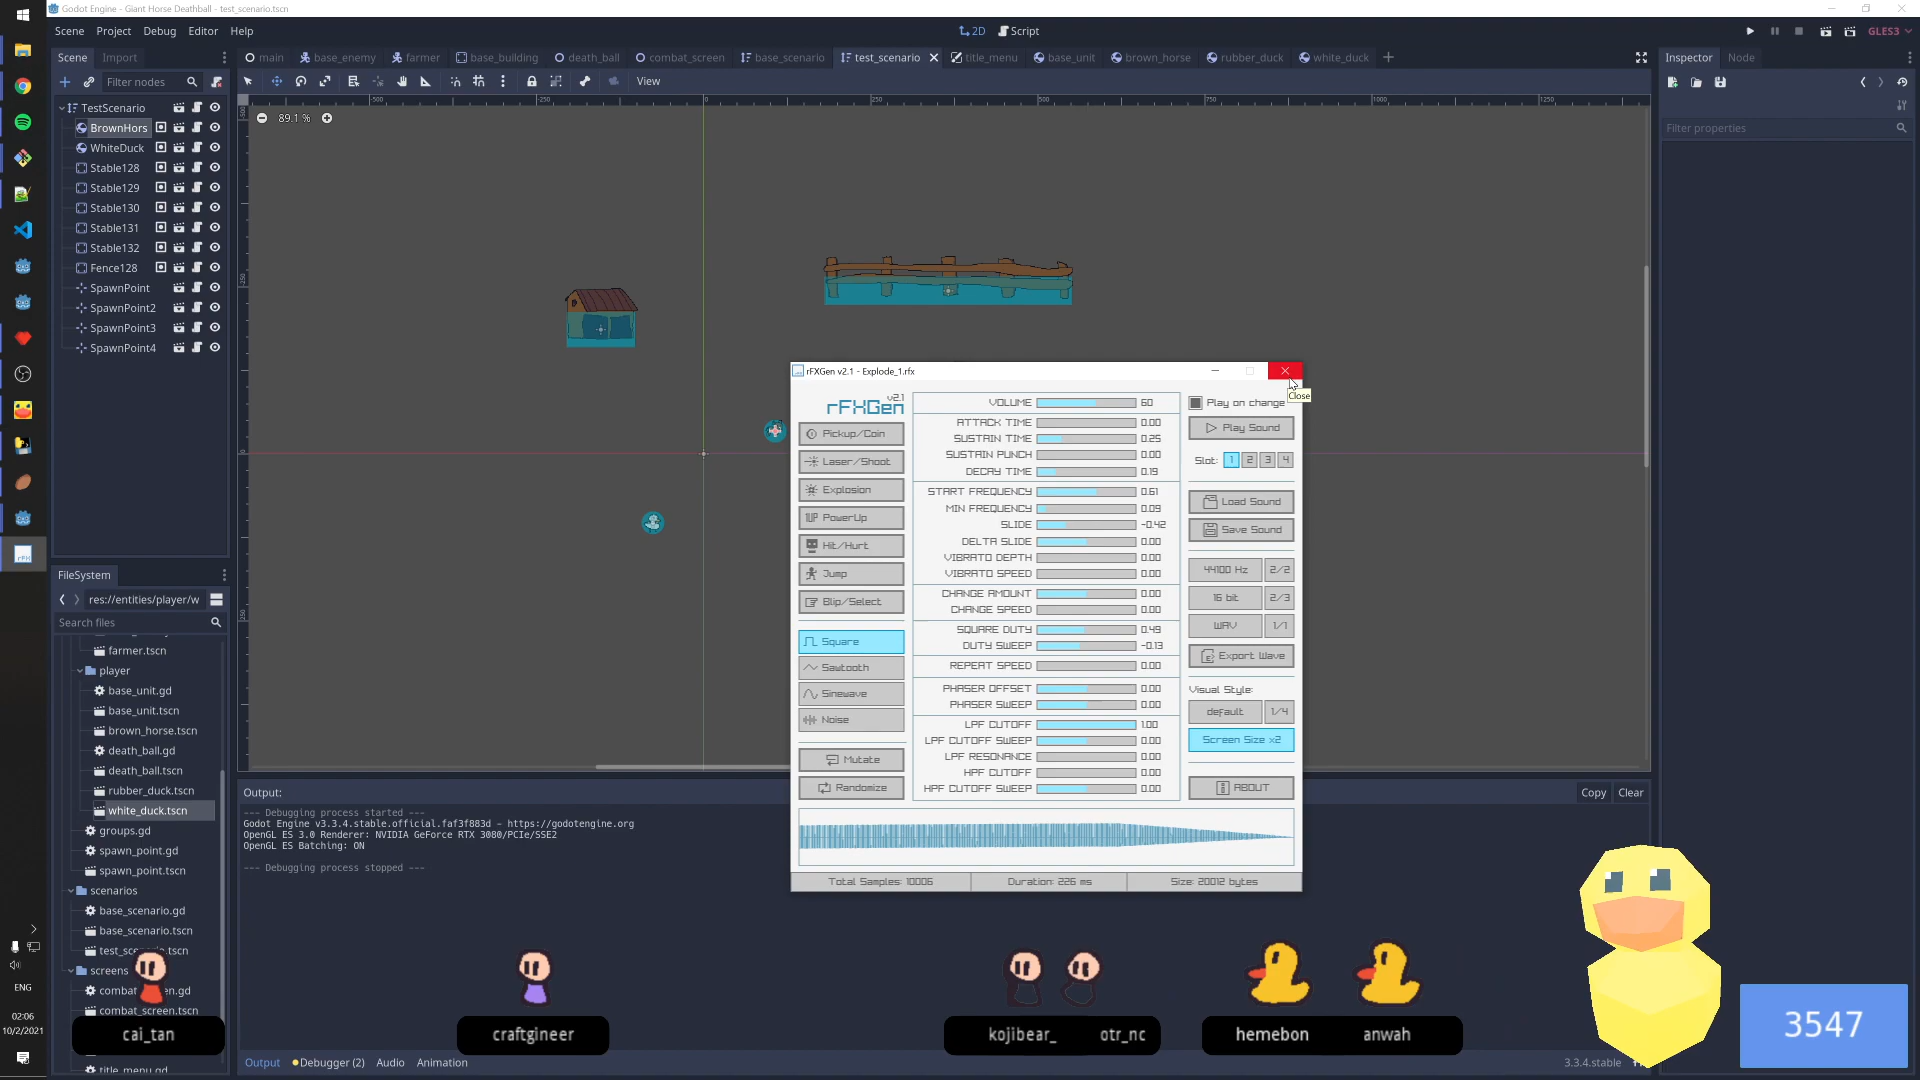 Godot Engine - Giant Horse Deathball - test_scenario.tscn
Scene Project Debug Editor Help
2D Script
GLES3
Scene Import
main base_enemy farmer base_building death_ball combat_screen base_scenario test_scenario title_menu base_unit brown_horse rubber_duck white_duck
Inspector Node
Filter nodes
View
-500 -250 0 250 500 750 1000 1250
89.1 %
Filter properties
TestScenario
BrownHors
WhiteDuck
Stable128
Stable129
Stable130
Stable131
Stable132
Fence128
SpawnPoint
SpawnPoint2
SpawnPoint3
SpawnPoint4
FileSystem
res://entities/player/w
Search files
farmer.tscn
player
base_unit.gd
base_unit.tscn
brown_horse.tscn
death_ball.gd
death_ball.tscn
rubber_duck.tscn
white_duck.tscn
groups.gd
spawn_point.gd
spawn_point.tscn
scenarios
base_scenario.gd
base_scenario.tscn
screens
combat_screen.tscn
rFXGen v2.1 - Explode_1.rfx
Close
v2.1
rFXGen
Pickup/Coin
Laser/Shoot
Explosion
PowerUp
Hit/Hurt
Jump
Blip/Select
Square
Sawtooth
Sinewave
Noise
Mutate
Randomize
VOLUME 60
ATTACK TIME 0.00
SUSTAIN TIME 0.25
SUSTAIN PUNCH 0.00
DECAY TIME 0.19
START FREQUENCY 0.61
MIN FREQUENCY 0.09
SLIDE -0.42
DELTA SLIDE 0.00
VIBRATO DEPTH 0.00
VIBRATO SPEED 0.00
CHANGE AMOUNT 0.00
CHANGE SPEED 0.00
SQUARE DUTY 0.49
DUTY SWEEP -0.13
REPEAT SPEED 0.00
PHASER OFFSET 0.00
PHASER SWEEP 0.00
LPF CUTOFF 1.00
LPF CUTOFF SWEEP 0.00
LPF RESONANCE 0.00
HPF CUTOFF 0.00
HPF CUTOFF SWEEP 0.00
Play on change
Play Sound
Slot: 1 2 3 4
Load Sound
Save Sound
44100 Hz 2/2
16 bit 2/3
WAV 1/1
Export Wave
Visual Style:
default 1/4
Screen Size x2
ABOUT
Total Samples: 10006 Duration: 226 ms Size: 20012 bytes
Output:
Copy Clear
--- Debugging process started ---
Godot Engine v3.3.4.stable.official.faf3f883d - https://godotengine.org
OpenGL ES 3.0 Renderer: NVIDIA GeForce RTX 3080/PCIe/SSE2
OpenGL ES Batching: ON
--- Debugging process stopped ---
ENG
02:06
10/2/2021
cai_tan
craftgineer
kojibear_
otr_nc
hemebon
anwah
3547
Output Debugger (2) Audio Animation
3.3.4.stable